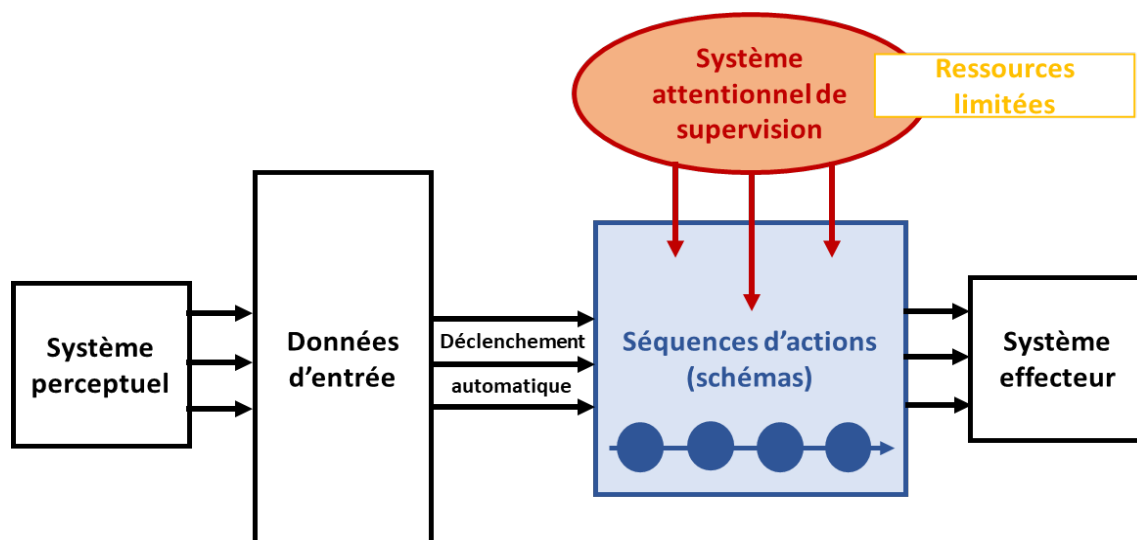 Système
attentionnel de
supervision
Ressources
limitées
Système
perceptuel
Données
d'entrée
Déclenchement
automatique
Séquences d'actions
(schémas)
Système
effecteur